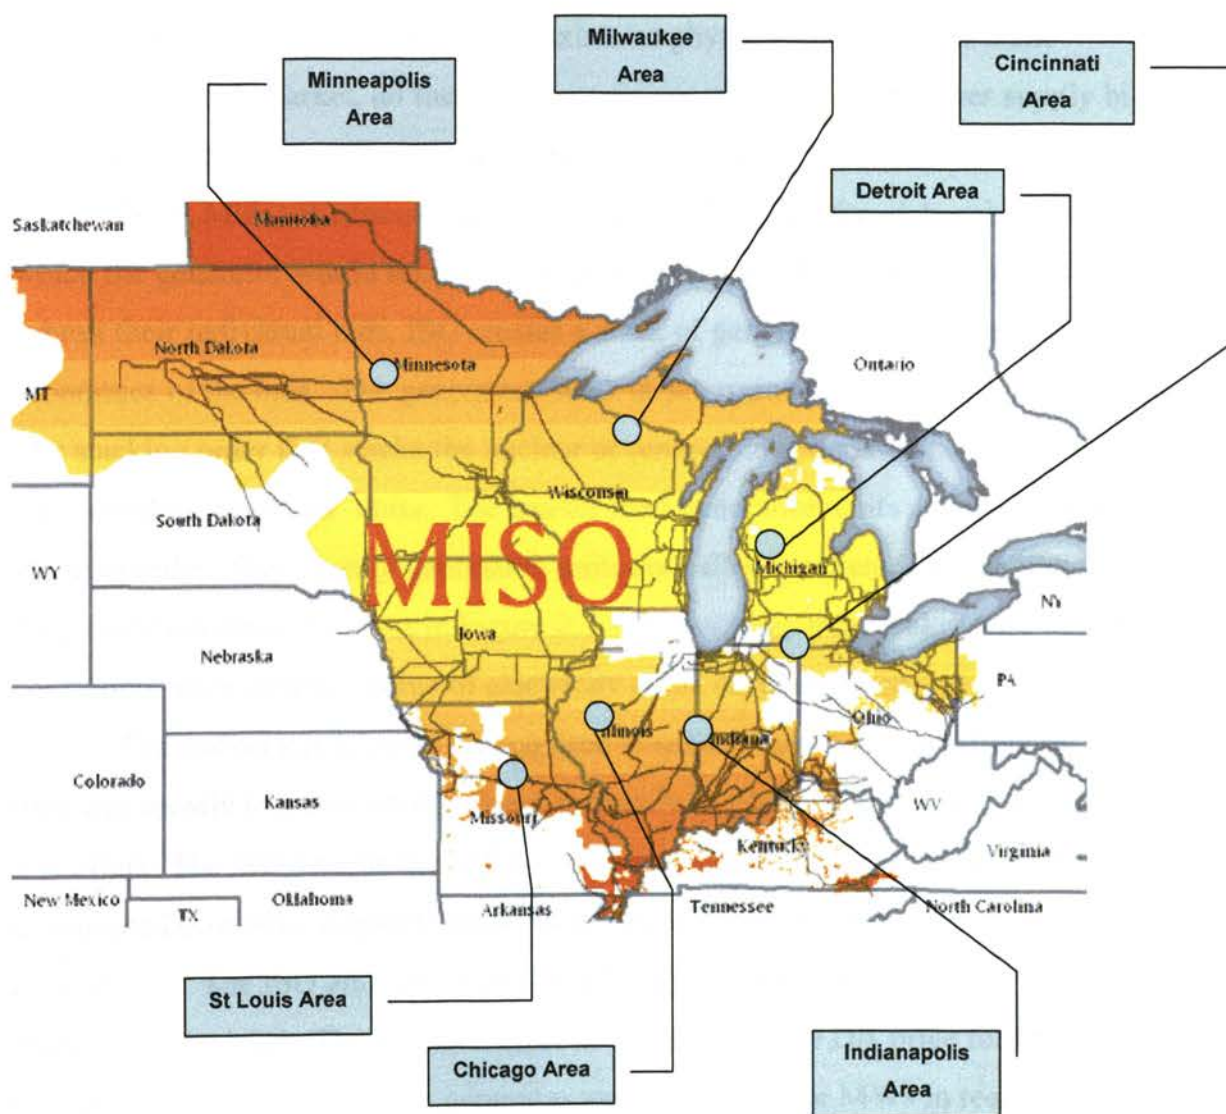 Milwaukee
Area
Minneapolis
Area
Cincinnati
Area
Detroit Area
Saskatchewan
Manitoba
Ontario
North Dakota
Minnesota
MT
Wisconsin
South Dakota
MISO
WY
Michigan
NY
Iowa
Nebraska
PA
Illinois
Indiana
Ohio
Colorado
Kansas
Missouri
WV
Kentucky
Virginia
New Mexico
TX
Oklahoma
Arkansas
Tennessee
North Carolina
St Louis Area
Chicago Area
Indianapolis
Area